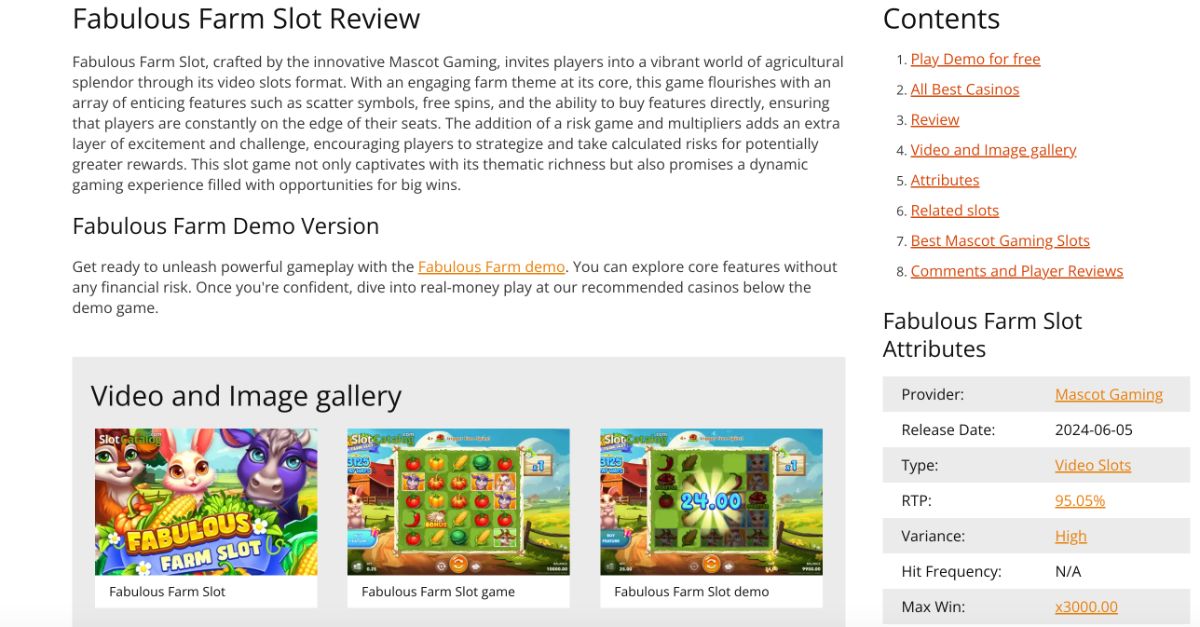 Fabulous Farm Slot Review
Fabulous Farm Slot, crafted by the innovative Mascot Gaming, invites players into a vibrant world of agricultural
splendor through its video slots format. With an engaging farm theme at its core, this game flourishes with an
array of enticing features such as scatter symbols, free spins, and the ability to buy features directly, ensuring
that players are constantly on the edge of their seats. The addition of a risk game and multipliers adds an extra
layer of excitement and challenge, encouraging players to strategize and take calculated risks for potentially
greater rewards. This slot game not only captivates with its thematic richness but also promises a dynamic
gaming experience filled with opportunities for big wins.
Fabulous Farm Demo Version
Get ready to unleash powerful gameplay with the Fabulous Farm demo. You can explore core features without
any financial risk. Once you're confident, dive into real-money play at our recommended casinos below the
demo game.
Video and Image gallery
SlotCatalog.com
FABULOUS
FARM SLOT
Fabulous Farm Slot
SlotCatalog.com
3125
x1
BONUS
Fabulous Farm Slot game
SlotCatalog.com
3125
x1
24.00
BUY
FEATURE
Fabulous Farm Slot demo
Contents
1. Play Demo for free
2. All Best Casinos
3. Review
4. Video and Image gallery
5. Attributes
6. Related slots
7. Best Mascot Gaming Slots
8. Comments and Player Reviews
Fabulous Farm Slot
Attributes
Provider: Mascot Gaming
Release Date: 2024-06-05
Type: Video Slots
RTP: 95.05%
Variance: High
Hit Frequency: N/A
Max Win: x3000.00